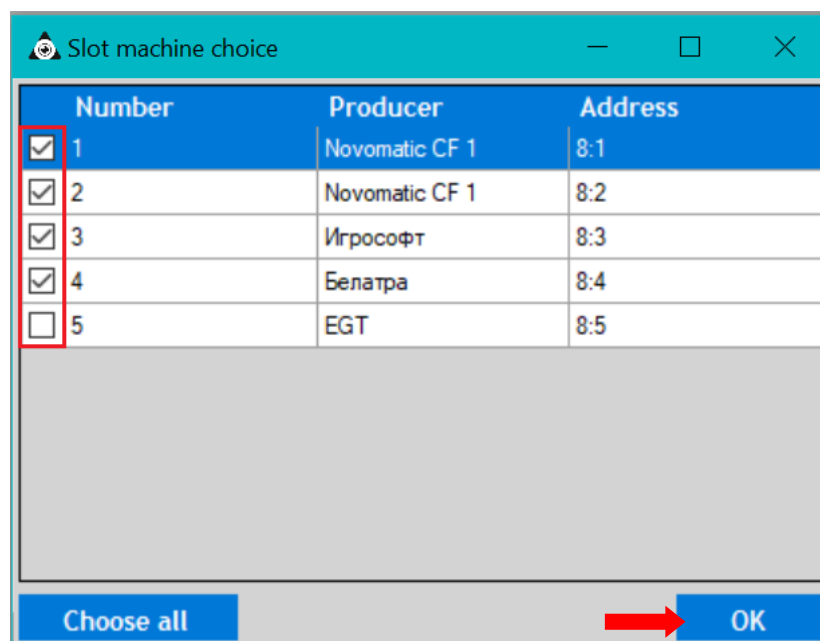 Slot machine choice
Number Producer Address
1 Novomatic CF 1 8:1
2 Novomatic CF 1 8:2
3 Игрософт 8:3
4 Белатра 8:4
5 EGT 8:5
Choose all OK